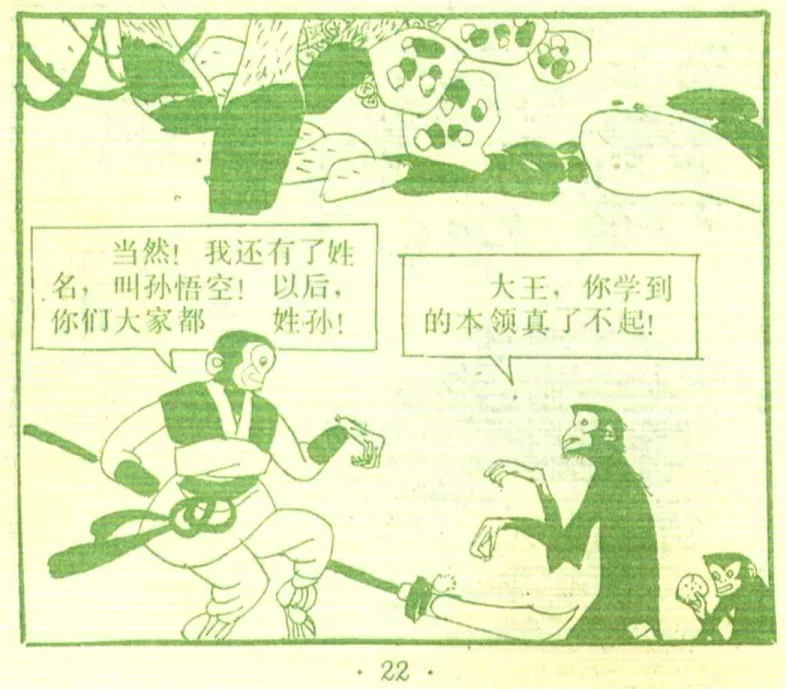 当然！我还有了姓
名，叫孙悟空！以后，
你们大家都　姓孙！
大王，你学到
的本领真了不起！
· 22 ·